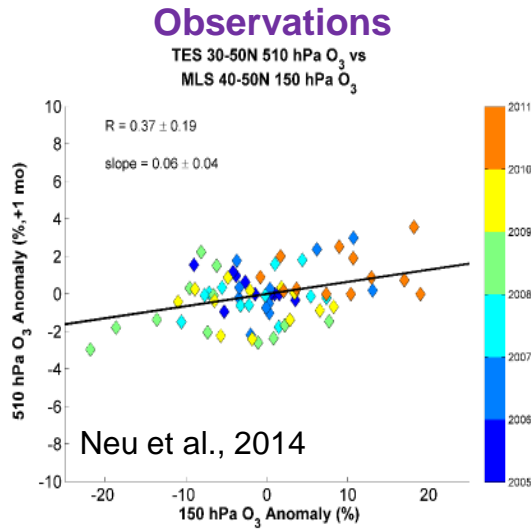 Observations
TES 30-50N 510 hPa O3 vs
MLS 40-50N 150 hPa O3
R = 0.37 ± 0.19
slope = 0.06 ± 0.04
510 hPa O3 Anomaly (%,+1 mo)
10
8
6
4
2
0
-2
-4
-6
-8
-10
Neu et al., 2014
-20
-10
0
10
20
150 hPa O3 Anomaly (%)
2011
2010
2009
2008
2007
2006
2005